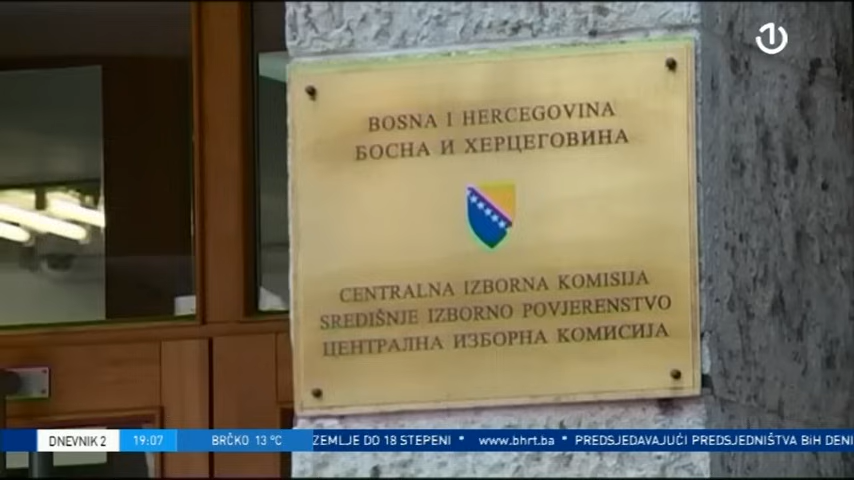 BOSNA I HERCEGOVINA
БОСНА И ХЕРЦЕГОВИНА
CENTRALNA IZBORNA KOMISIJA
SREDIŠNJE IZBORNO POVJERENSTVO
ЦЕНТРАЛНА ИЗБОРНА КОМИСИЈА
DNEVNIK 2 19:07 BRČKO 13 °C ZEMLJE DO 18 STEPENI * www.bhrt.ba * PREDSJEDAVAJUĆI PREDSJEDNIŠTVA BiH DENI